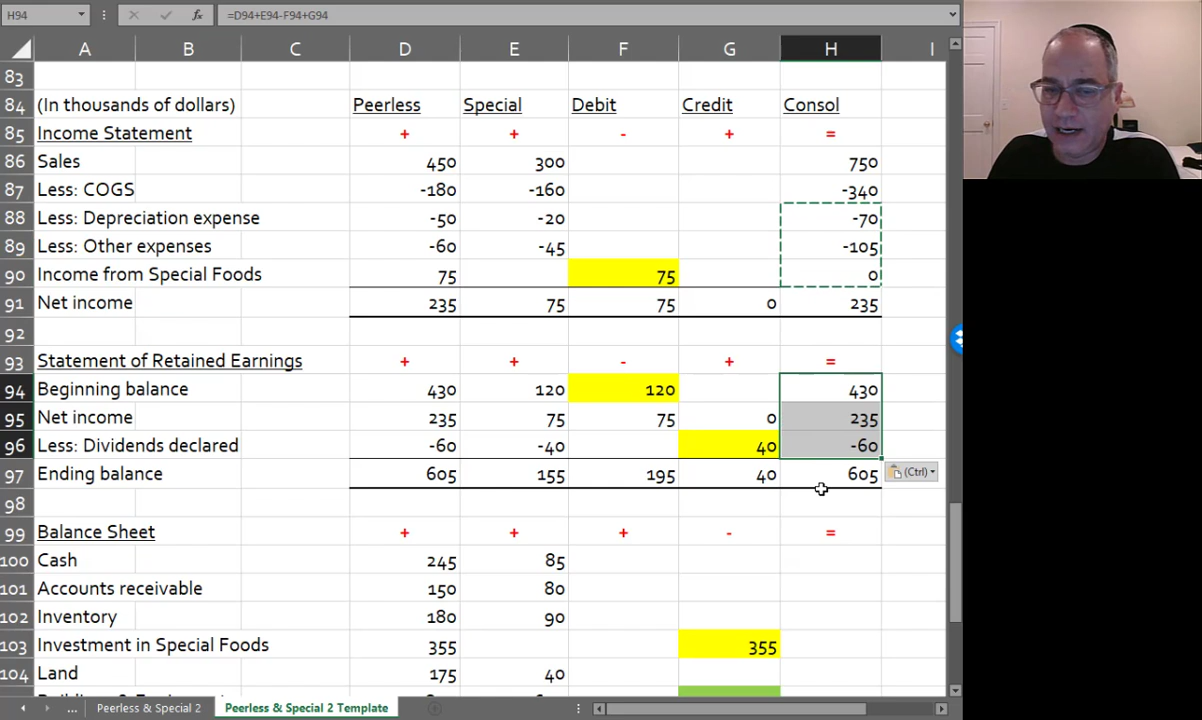 H94 fx =D94+E94-F94+G94
A B C D E F G H I
83
84 (In thousands of dollars) Peerless Special Debit Credit Consol
85 Income Statement + + - + =
86 Sales 450 300 750
87 Less: COGS -180 -160 -340
88 Less: Depreciation expense -50 -20 -70
89 Less: Other expenses -60 -45 -105
90 Income from Special Foods 75 75 0
91 Net income 235 75 75 0 235
92
93 Statement of Retained Earnings + + - + =
94 Beginning balance 430 120 120 430
95 Net income 235 75 75 0 235
96 Less: Dividends declared -60 -40 40 -60
97 Ending balance 605 155 195 40 605
(Ctrl)
98
99 Balance Sheet + + + - =
100 Cash 245 85
101 Accounts receivable 150 80
102 Inventory 180 90
103 Investment in Special Foods 355 355
104 Land 175 40
... Peerless & Special 2 Peerless & Special 2 Template